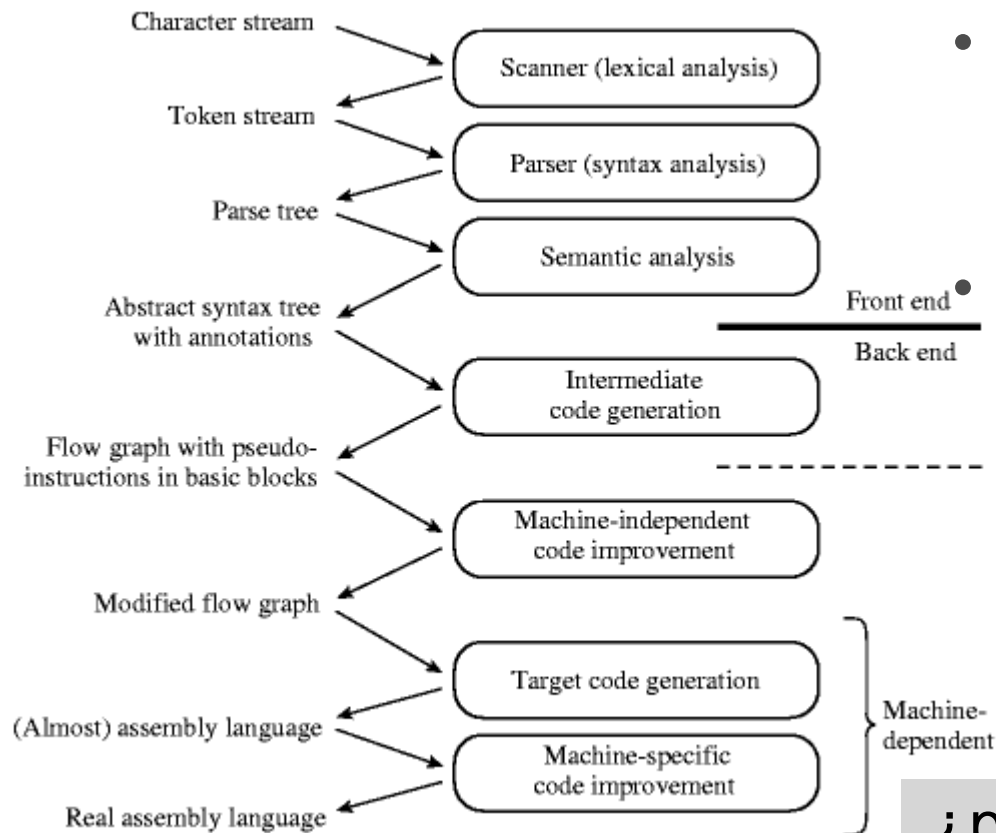 Character stream
Scanner (lexical analysis)
Token stream
Parser (syntax analysis)
Parse tree
Semantic analysis
Abstract syntax tree
with annotations
Front end
Back end
Intermediate
code generation
Flow graph with pseudo-
instructions in basic blocks
Machine-independent
code improvement
Modified flow graph
Target code generation
(Almost) assembly language
Machine-
dependent
Machine-specific
code improvement
Real assembly language